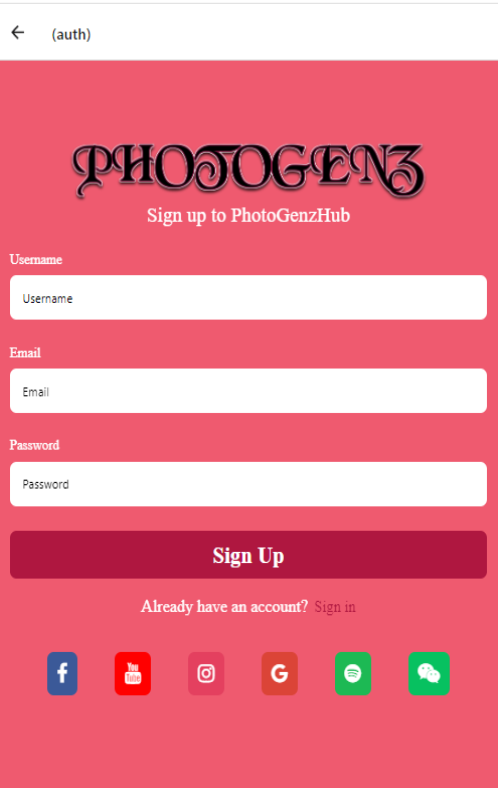 (auth)
PHOTOGENZ
Sign up to PhotoGenzHub
Username
Username
Email
Email
Password
Password
Sign Up
Already have an account? Sign in
f You Tube G